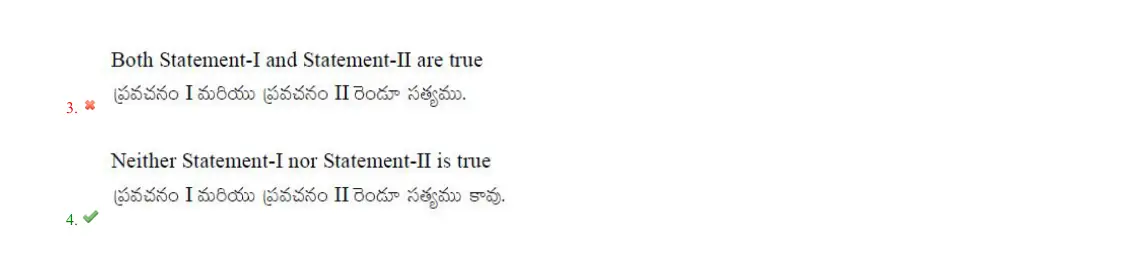 Both Statement-I and Statement-II are true
ప్రవచనం I మరియు ప్రవచనం II రెండూ సత్యము.
3.
Neither Statement-I nor Statement-II is true
ప్రవచనం I మరియు ప్రవచనం II రెండూ సత్యము కావు.
4.